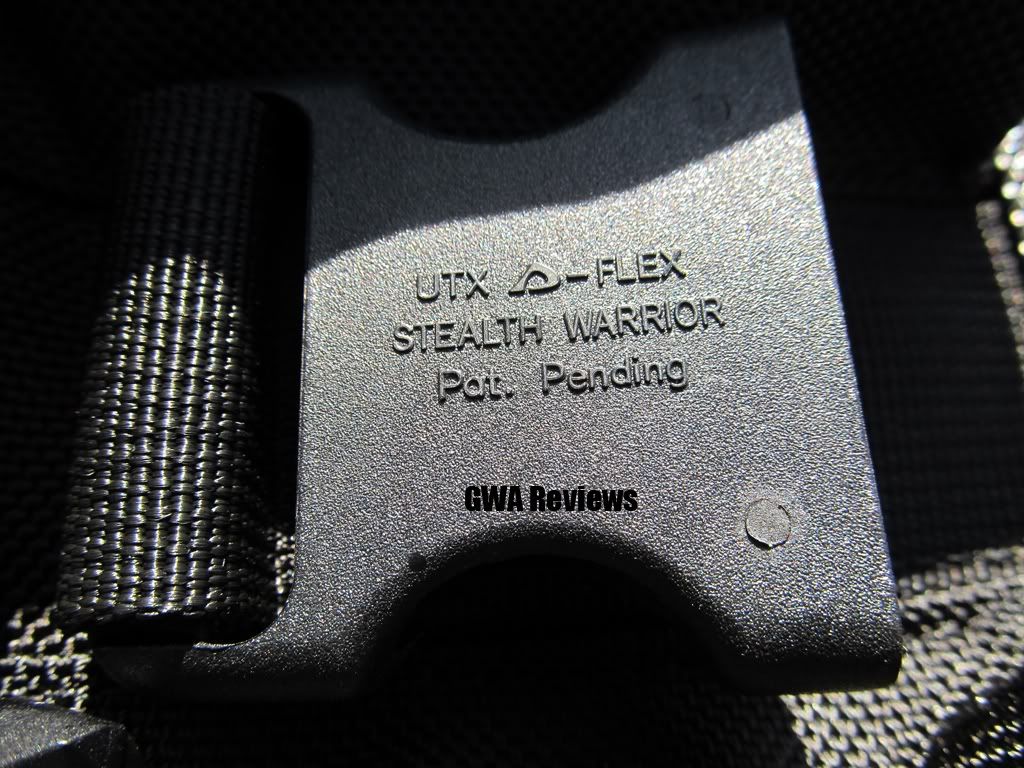 UTX -FLEX
STEALTH WARRIOR
Pat. Pending
GWA Reviews